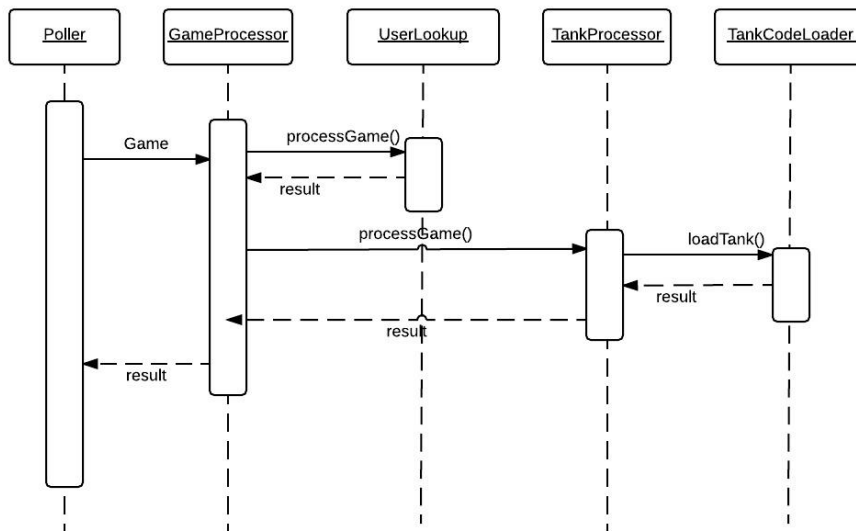 Poller
GameProcessor
UserLookup
TankProcessor
TankCodeLoader
Game
processGame()
result
processGame()
loadTank()
result
result
result